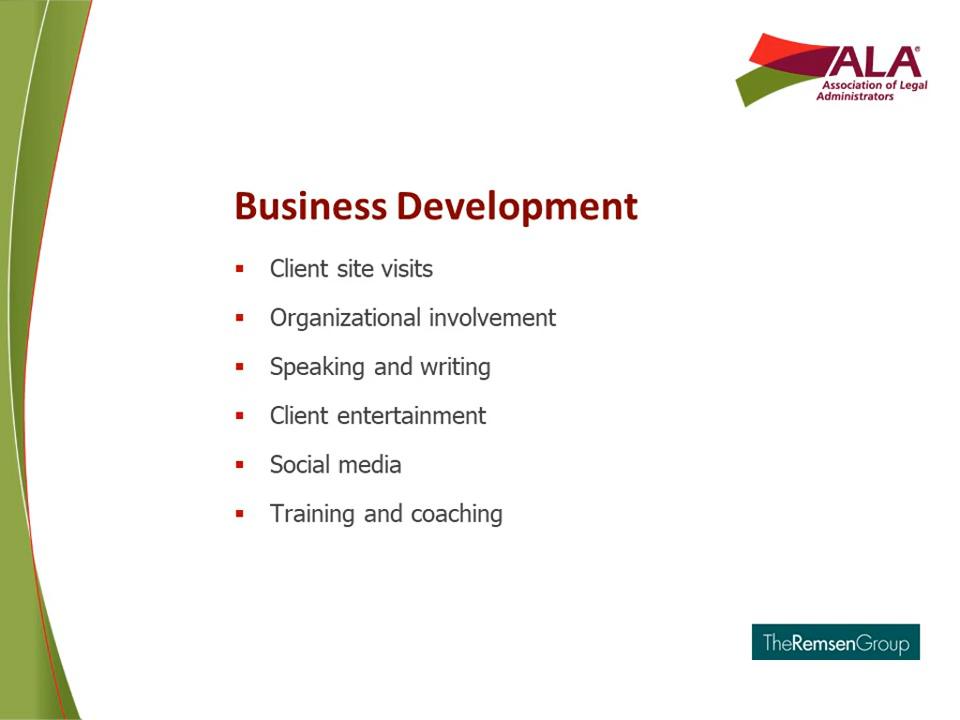 ALA®
Association of Legal
Administrators
Business Development
▪ Client site visits
▪ Organizational involvement
▪ Speaking and writing
▪ Client entertainment
▪ Social media
▪ Training and coaching
TheRemsenGroup